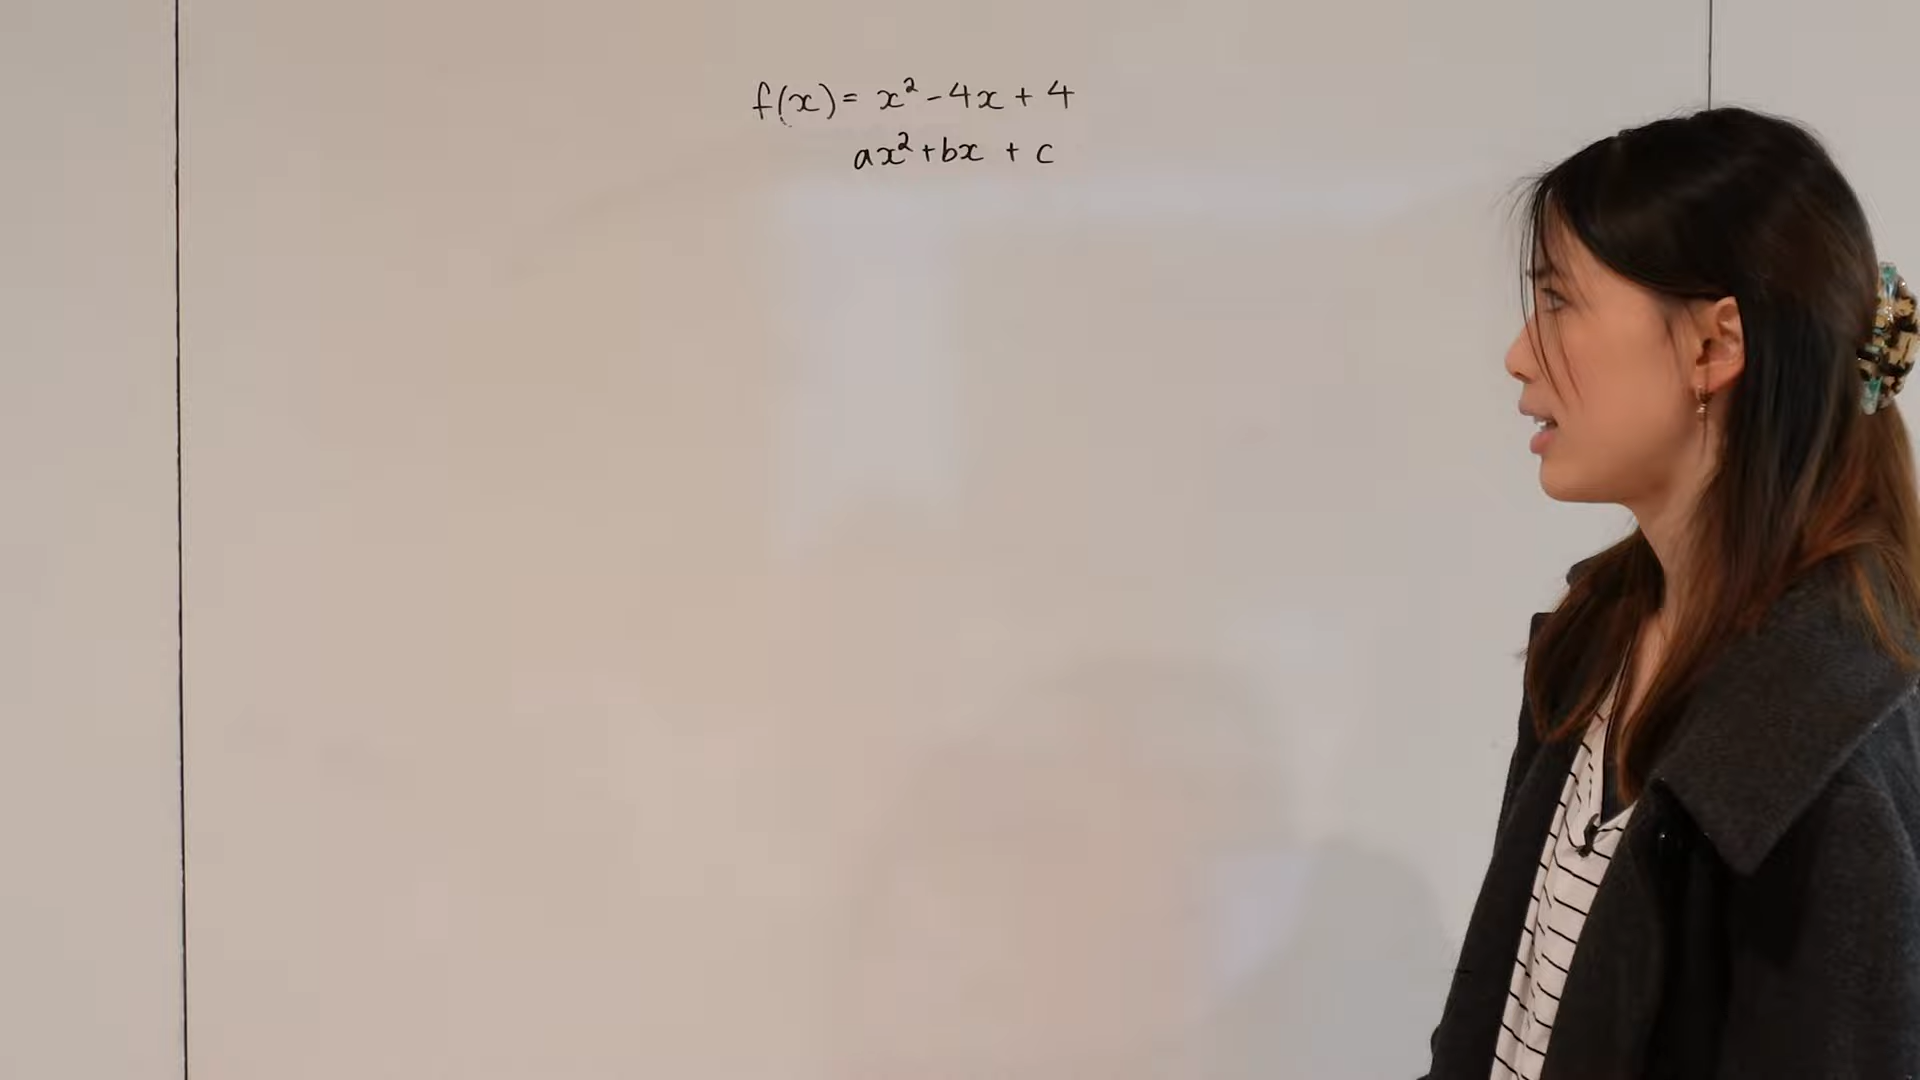 f(x) = x² - 4x + 4
ax² + bx + c